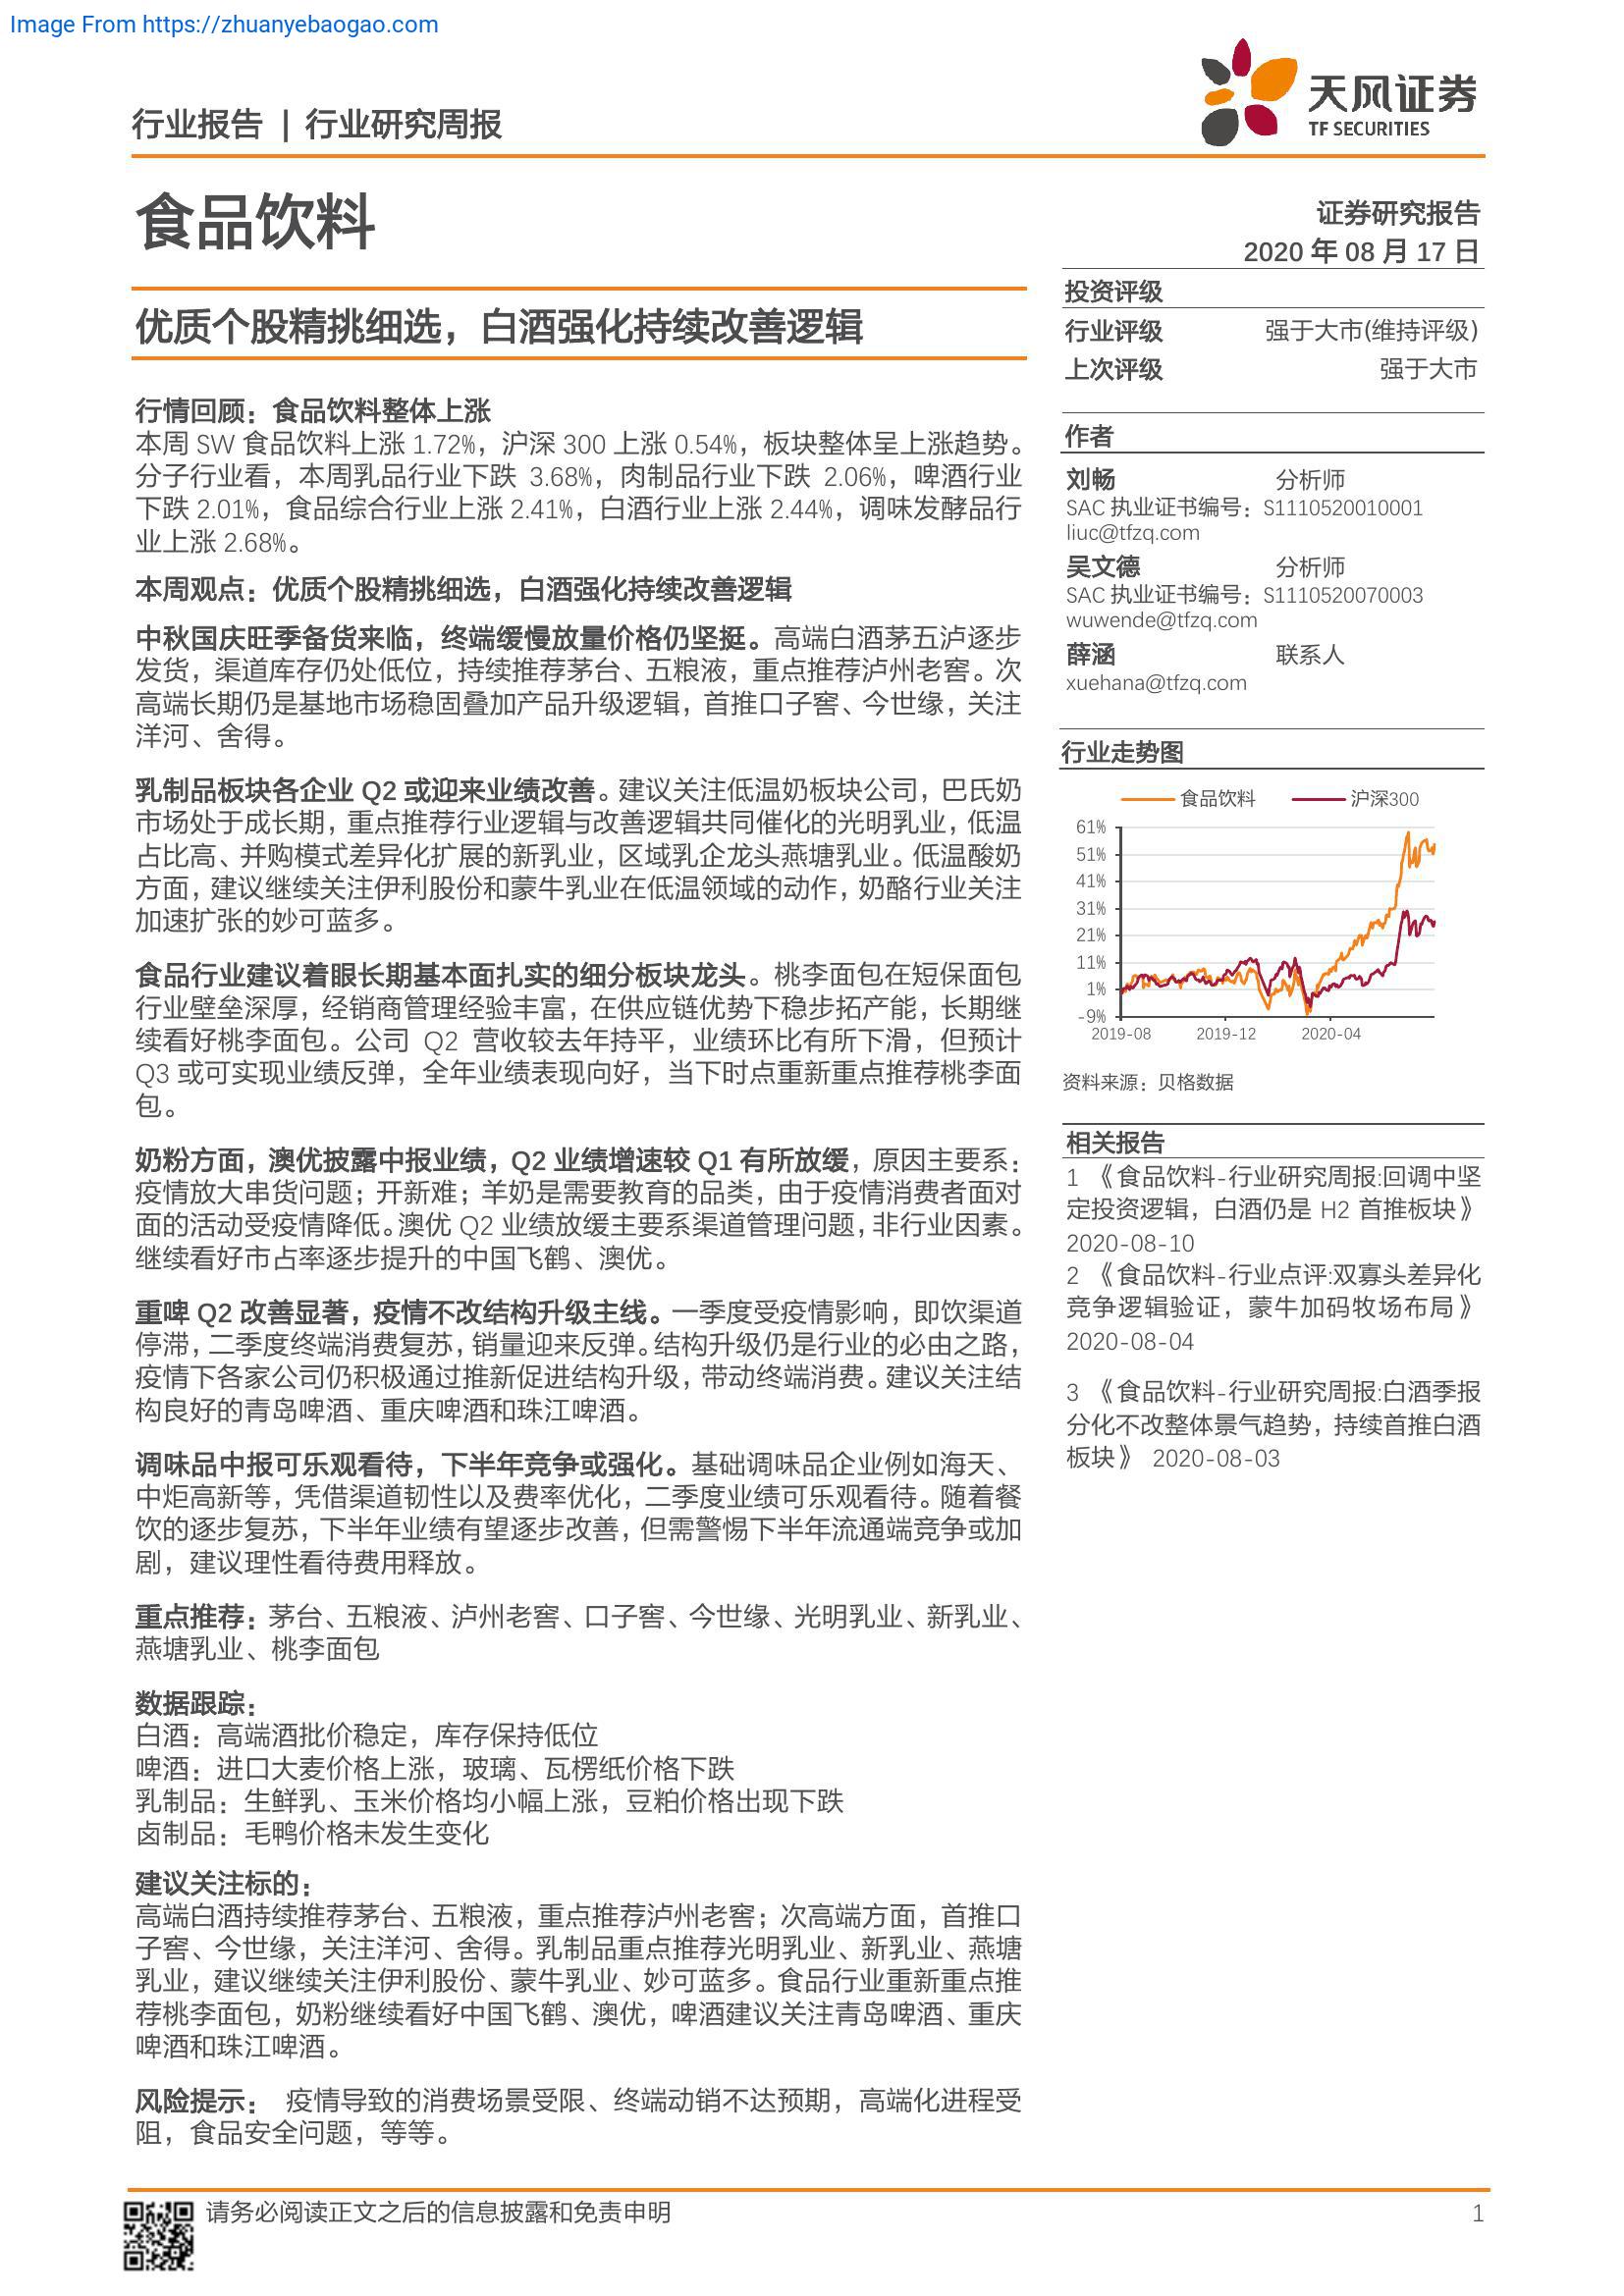 Image From https://zhuanyebaogao.com
行业报告 | 行业研究周报
天风证券
TF SECURITIES
食品饮料
证券研究报告
2020 年 08 月 17 日
优质个股精挑细选，白酒强化持续改善逻辑
行情回顾：食品饮料整体上涨
本周 SW 食品饮料上涨 1.72%，沪深 300 上涨 0.54%，板块整体呈上涨趋势。
分子行业看，本周乳品行业下跌 3.68%，肉制品行业下跌 2.06%，啤酒行业
下跌 2.01%，食品综合行业上涨 2.41%，白酒行业上涨 2.44%，调味发酵品行
业上涨 2.68%。
本周观点：优质个股精挑细选，白酒强化持续改善逻辑
中秋国庆旺季备货来临，终端缓慢放量价格仍坚挺。高端白酒茅五泸逐步
发货，渠道库存仍处低位，持续推荐茅台、五粮液，重点推荐泸州老窖。次
高端长期仍是基地市场稳固叠加产品升级逻辑，首推口子窖、今世缘，关注
洋河、舍得。
乳制品板块各企业 Q2 或迎来业绩改善。建议关注低温奶板块公司，巴氏奶
市场处于成长期，重点推荐行业逻辑与改善逻辑共同催化的光明乳业，低温
占比高、并购模式差异化扩展的新乳业，区域乳企龙头燕塘乳业。低温酸奶
方面，建议继续关注伊利股份和蒙牛乳业在低温领域的动作，奶酪行业关注
加速扩张的妙可蓝多。
食品行业建议着眼长期基本面扎实的细分板块龙头。桃李面包在短保面包
行业壁垒深厚，经销商管理经验丰富，在供应链优势下稳步拓产能，长期继
续看好桃李面包。公司 Q2 营收较去年持平，业绩环比有所下滑，但预计
Q3 或可实现业绩反弹，全年业绩表现向好，当下时点重新重点推荐桃李面
包。
奶粉方面，澳优披露中报业绩，Q2 业绩增速较 Q1 有所放缓，原因主要系：
疫情放大串货问题；开新难；羊奶是需要教育的品类，由于疫情消费者面对
面的活动受疫情降低。澳优 Q2 业绩放缓主要系渠道管理问题，非行业因素。
继续看好市占率逐步提升的中国飞鹤、澳优。
重啤 Q2 改善显著，疫情不改结构升级主线。一季度受疫情影响，即饮渠道
停滞，二季度终端消费复苏，销量迎来反弹。结构升级仍是行业的必由之路，
疫情下各家公司仍积极通过推新促进结构升级，带动终端消费。建议关注结
构良好的青岛啤酒、重庆啤酒和珠江啤酒。
调味品中报可乐观看待，下半年竞争或强化。基础调味品企业例如海天、
中炬高新等，凭借渠道韧性以及费率优化，二季度业绩可乐观看待。随着餐
饮的逐步复苏，下半年业绩有望逐步改善，但需警惕下半年流通端竞争或加
剧，建议理性看待费用释放。
重点推荐：茅台、五粮液、泸州老窖、口子窖、今世缘、光明乳业、新乳业、
燕塘乳业、桃李面包
数据跟踪：
白酒：高端酒批价稳定，库存保持低位
啤酒：进口大麦价格上涨，玻璃、瓦楞纸价格下跌
乳制品：生鲜乳、玉米价格均小幅上涨，豆粕价格出现下跌
卤制品：毛鸭价格未发生变化
建议关注标的：
高端白酒持续推荐茅台、五粮液，重点推荐泸州老窖；次高端方面，首推口
子窖、今世缘，关注洋河、舍得。乳制品重点推荐光明乳业、新乳业、燕塘
乳业，建议继续关注伊利股份、蒙牛乳业、妙可蓝多。食品行业重新重点推
荐桃李面包，奶粉继续看好中国飞鹤、澳优，啤酒建议关注青岛啤酒、重庆
啤酒和珠江啤酒。
风险提示： 疫情导致的消费场景受限、终端动销不达预期，高端化进程受
阻，食品安全问题，等等。
投资评级
行业评级 强于大市(维持评级)
上次评级 强于大市
作者
刘畅 分析师
SAC 执业证书编号：S1110520010001
liuc@tfzq.com
吴文德 分析师
SAC 执业证书编号：S1110520070003
wuwende@tfzq.com
薛涵 联系人
xuehana@tfzq.com
行业走势图
食品饮料 沪深300
61%
51%
41%
31%
21%
11%
1%
-9%
2019-08 2019-12 2020-04
资料来源：贝格数据
相关报告
1 《食品饮料-行业研究周报:回调中坚
定投资逻辑，白酒仍是 H2 首推板块》
2020-08-10
2 《食品饮料-行业点评:双寡头差异化
竞争逻辑验证，蒙牛加码牧场布局》
2020-08-04
3 《食品饮料-行业研究周报:白酒季报
分化不改整体景气趋势，持续首推白酒
板块》 2020-08-03
请务必阅读正文之后的信息披露和免责申明 1